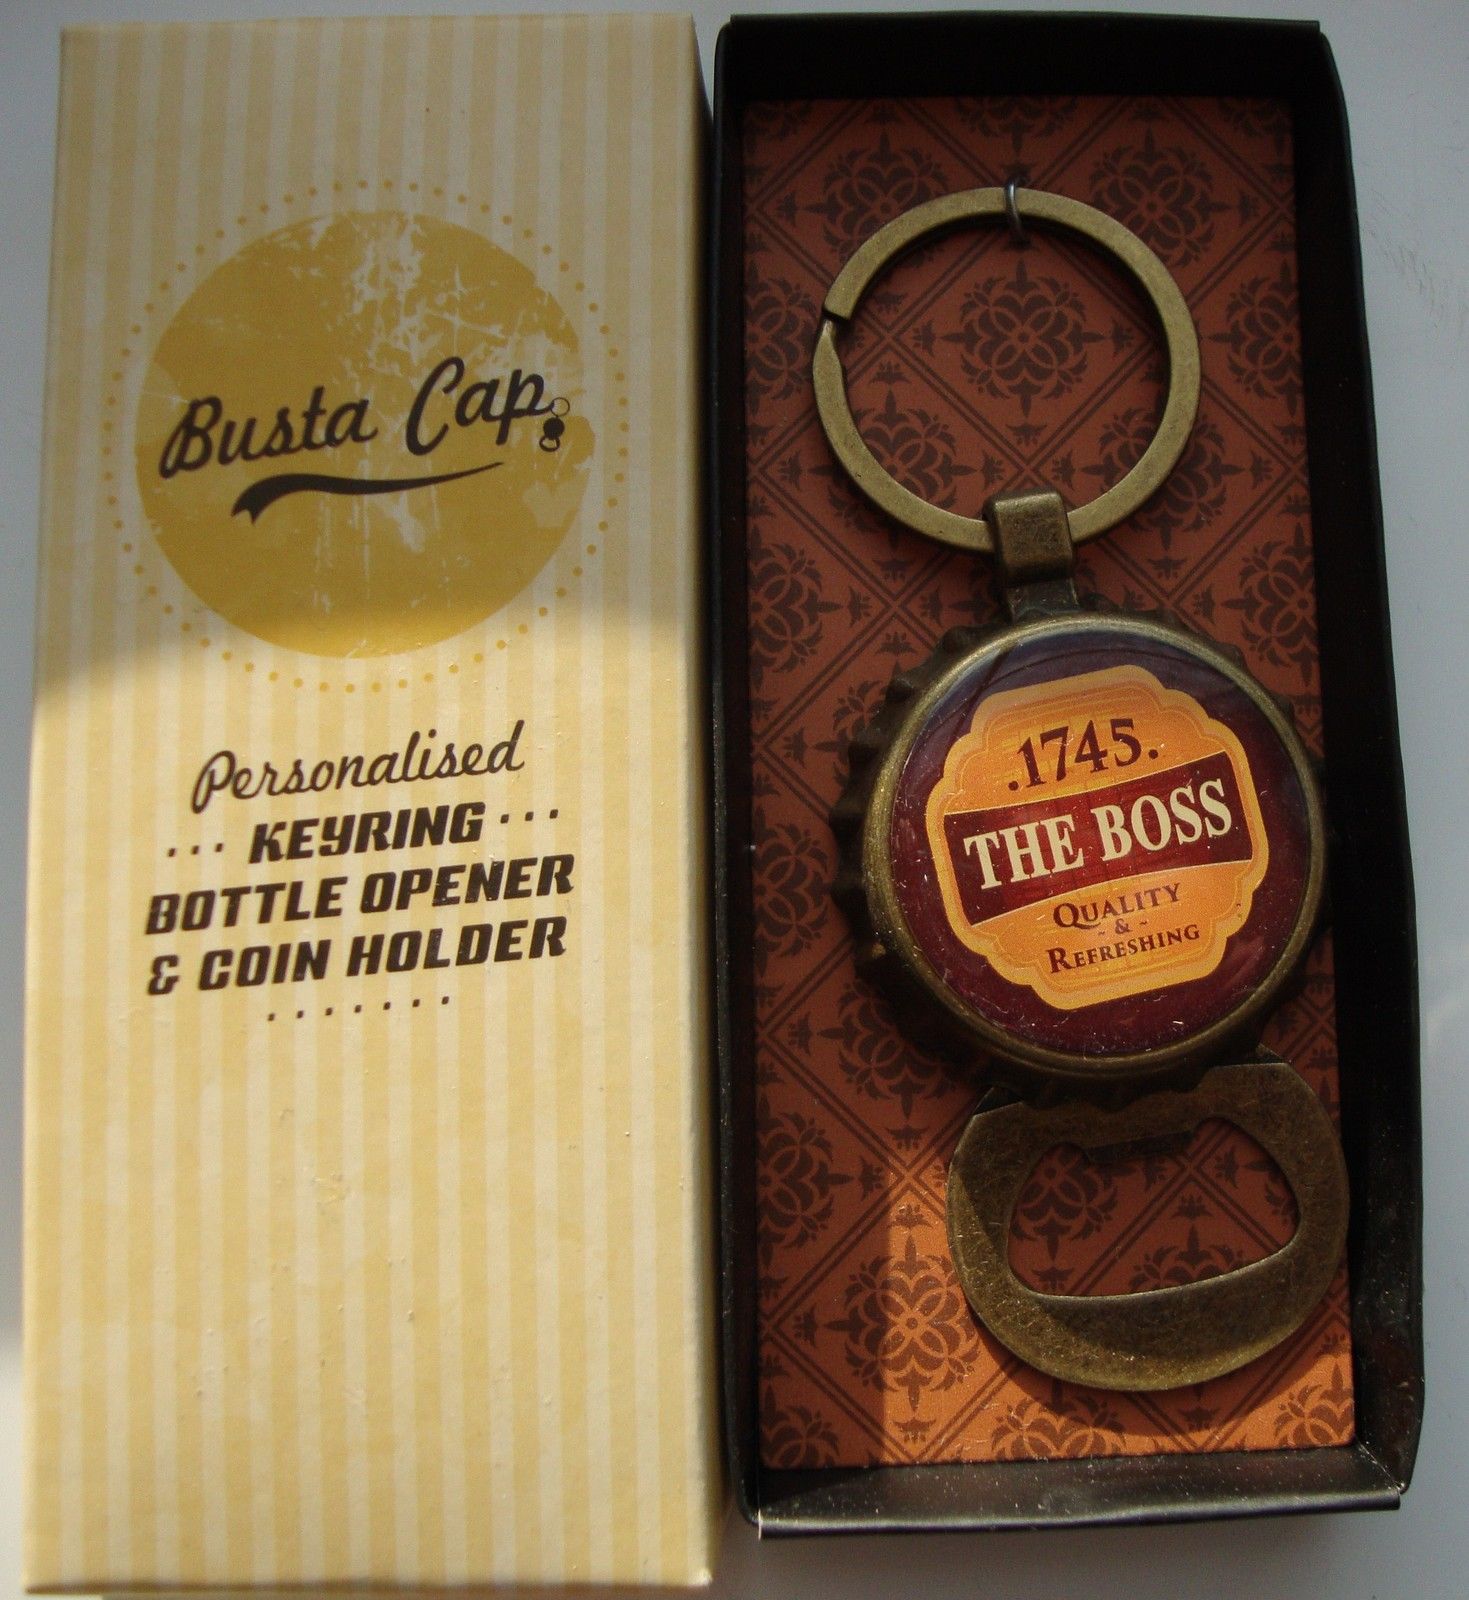 Busta Cap
Personalised
... KEYRING ...
BOTTLE OPENER
& COIN HOLDER
.......
.1745.
THE BOSS
QUALITY
- & -
REFRESHING